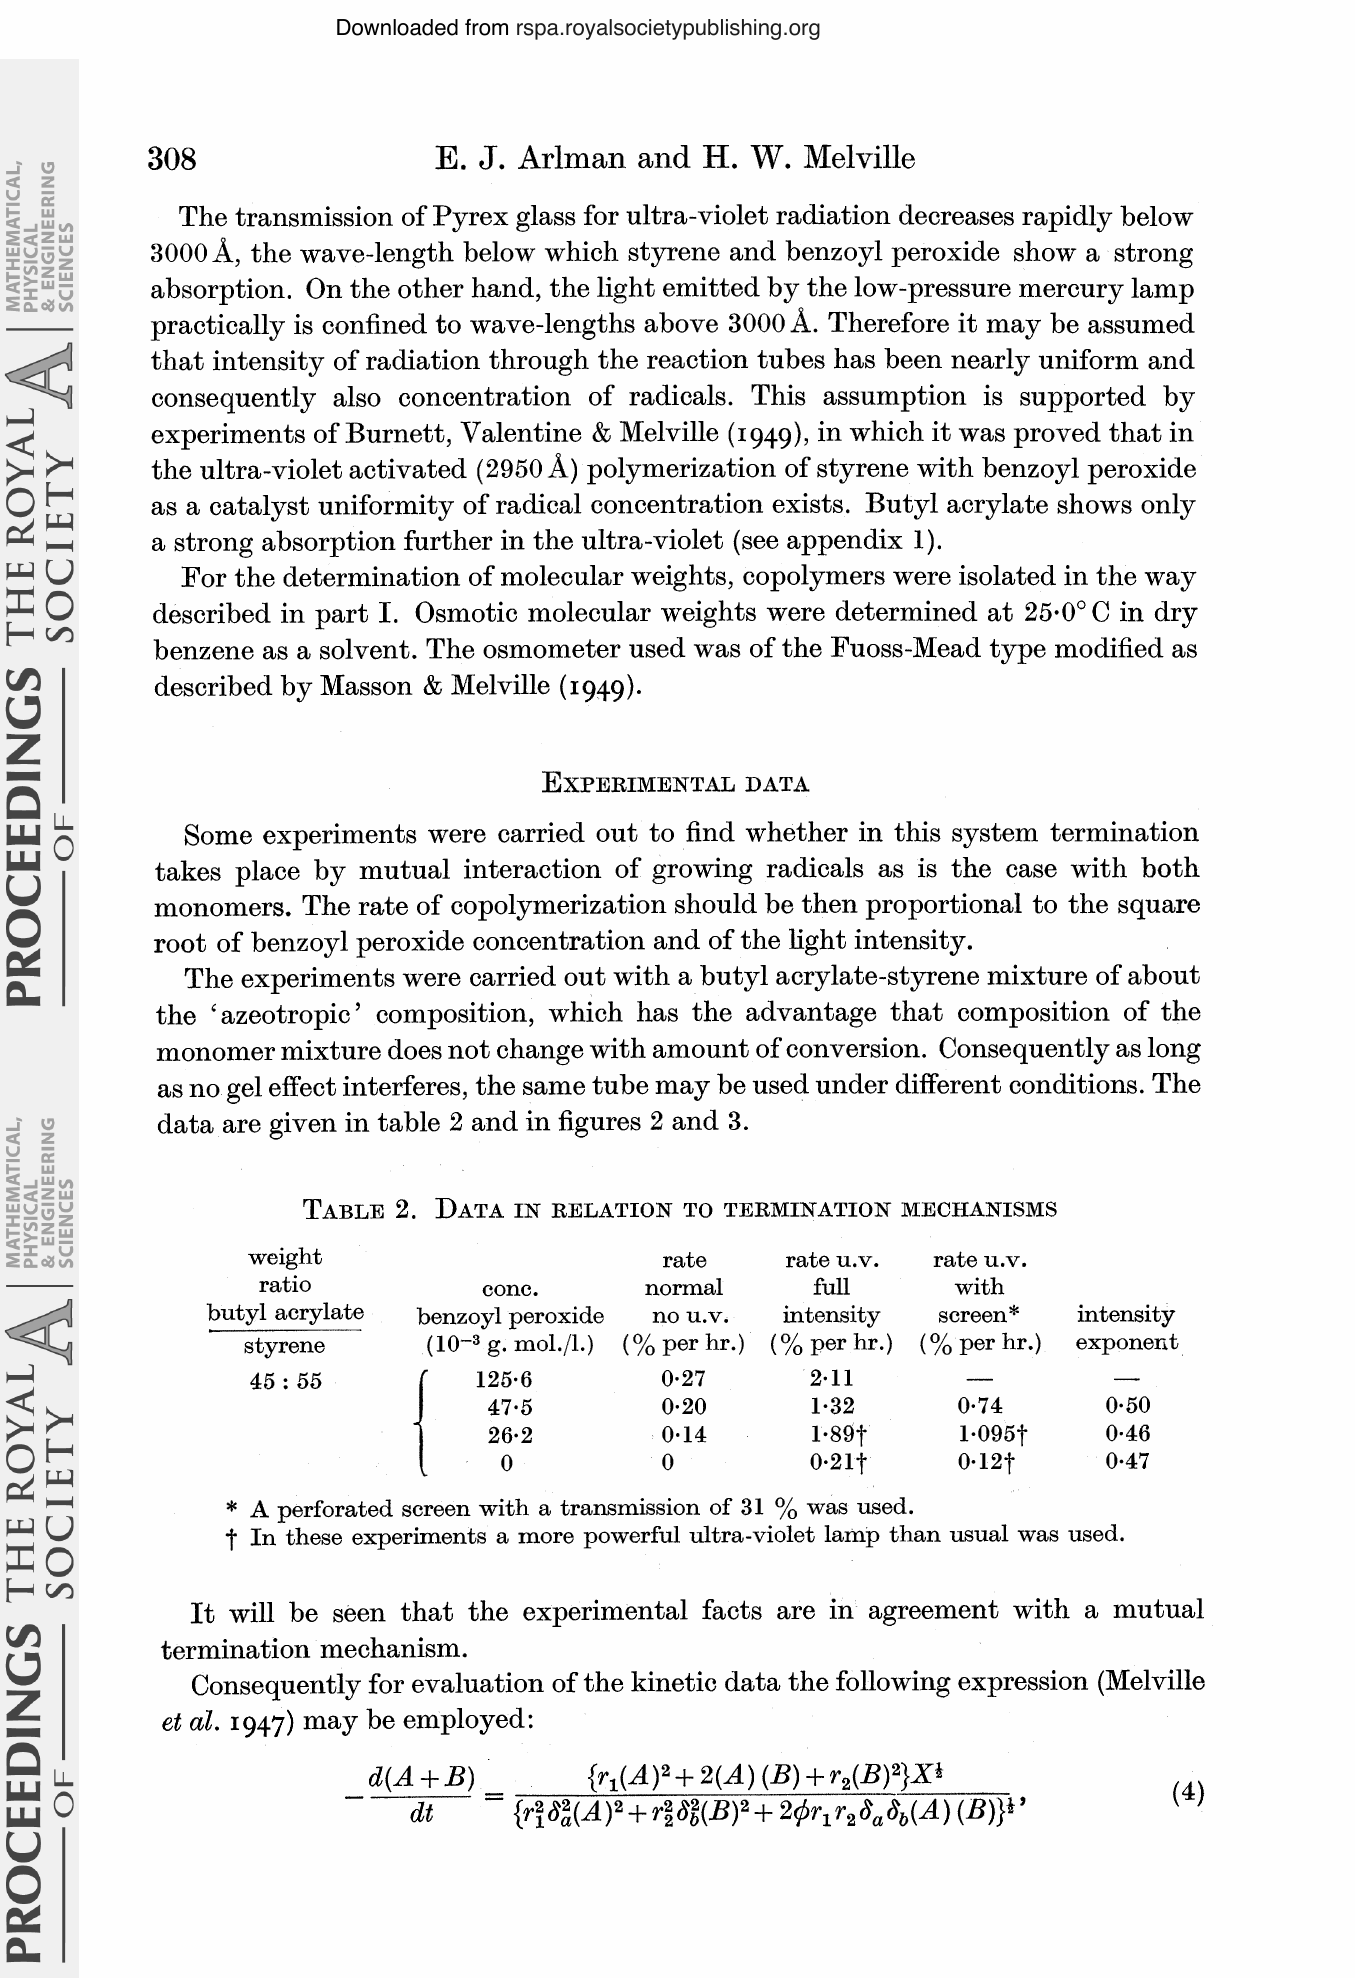 Downloaded from rspa.royalsocietypublishing.org
308 E. J. Arlman and H. W. Melville
The transmission of Pyrex glass for ultra-violet radiation decreases rapidly below
3000 Å, the wave-length below which styrene and benzoyl peroxide show a strong
absorption. On the other hand, the light emitted by the low-pressure mercury lamp
practically is confined to wave-lengths above 3000 Å. Therefore it may be assumed
that intensity of radiation through the reaction tubes has been nearly uniform and
consequently also concentration of radicals. This assumption is supported by
experiments of Burnett, Valentine & Melville (1949), in which it was proved that in
the ultra-violet activated (2950 Å) polymerization of styrene with benzoyl peroxide
as a catalyst uniformity of radical concentration exists. Butyl acrylate shows only
a strong absorption further in the ultra-violet (see appendix 1).
For the determination of molecular weights, copolymers were isolated in the way
described in part I. Osmotic molecular weights were determined at 25·0° C in dry
benzene as a solvent. The osmometer used was of the Fuoss-Mead type modified as
described by Masson & Melville (1949).
EXPERIMENTAL DATA
Some experiments were carried out to find whether in this system termination
takes place by mutual interaction of growing radicals as is the case with both
monomers. The rate of copolymerization should be then proportional to the square
root of benzoyl peroxide concentration and of the light intensity.
The experiments were carried out with a butyl acrylate-styrene mixture of about
the ‘azeotropic’ composition, which has the advantage that composition of the
monomer mixture does not change with amount of conversion. Consequently as long
as no gel effect interferes, the same tube may be used under different conditions. The
data are given in table 2 and in figures 2 and 3.
TABLE 2. DATA IN RELATION TO TERMINATION MECHANISMS
weight rate rate u.v. rate u.v.
ratio conc. normal full with
butyl acrylate benzoyl peroxide no u.v. intensity screen* intensity
styrene (10⁻³ g. mol./l.) (% per hr.) (% per hr.) (% per hr.) exponent
45 : 55 125·6 0·27 2·11 — —
47·5 0·20 1·32 0·74 0·50
26·2 0·14 1·89† 1·095† 0·46
0 0 0·21† 0·12† 0·47
* A perforated screen with a transmission of 31 % was used.
† In these experiments a more powerful ultra-violet lamp than usual was used.
It will be seen that the experimental facts are in agreement with a mutual
termination mechanism.
Consequently for evaluation of the kinetic data the following expression (Melville
et al. 1947) may be employed:
−d(A+B)/dt = {r₁(A)²+2(A)(B)+r₂(B)²}X^½ / {r₁²δₐ²(A)²+r₂²δ_b²(B)²+2ϕr₁r₂δₐδ_b(A)(B)}^½, (4)
MATHEMATICAL,
PHYSICAL
& ENGINEERING
SCIENCES
PROCEEDINGS OF THE ROYAL SOCIETY A
MATHEMATICAL,
PHYSICAL
& ENGINEERING
SCIENCES
PROCEEDINGS OF THE ROYAL SOCIETY A